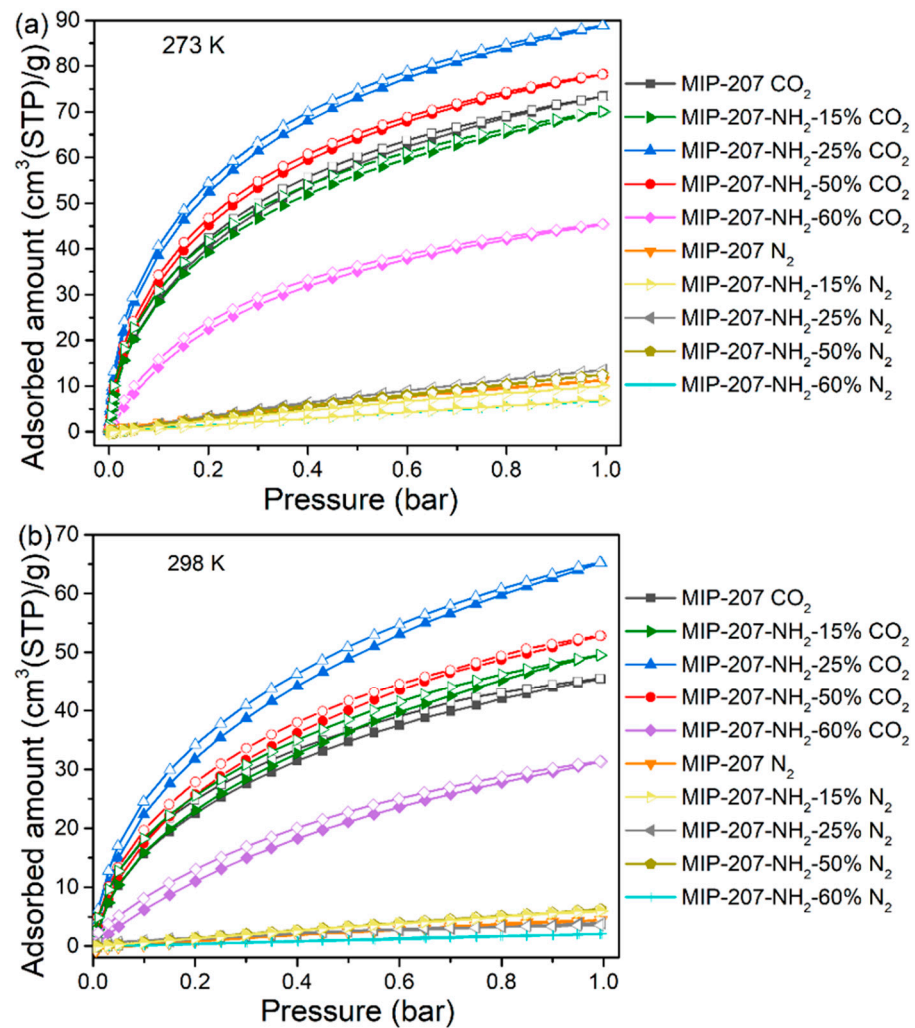 (a)
273 K
Adsorbed amount (cm³(STP)/g)
90
80
70
60
50
40
30
20
10
0
0.0 0.2 0.4 0.6 0.8 1.0
Pressure (bar)
MIP-207 CO₂
MIP-207-NH₂-15% CO₂
MIP-207-NH₂-25% CO₂
MIP-207-NH₂-50% CO₂
MIP-207-NH₂-60% CO₂
MIP-207 N₂
MIP-207-NH₂-15% N₂
MIP-207-NH₂-25% N₂
MIP-207-NH₂-50% N₂
MIP-207-NH₂-60% N₂
(b)
298 K
Adsorbed amount (cm³(STP)/g)
70
60
50
40
30
20
10
0
0.0 0.2 0.4 0.6 0.8 1.0
Pressure (bar)
MIP-207 CO₂
MIP-207-NH₂-15% CO₂
MIP-207-NH₂-25% CO₂
MIP-207-NH₂-50% CO₂
MIP-207-NH₂-60% CO₂
MIP-207 N₂
MIP-207-NH₂-15% N₂
MIP-207-NH₂-25% N₂
MIP-207-NH₂-50% N₂
MIP-207-NH₂-60% N₂